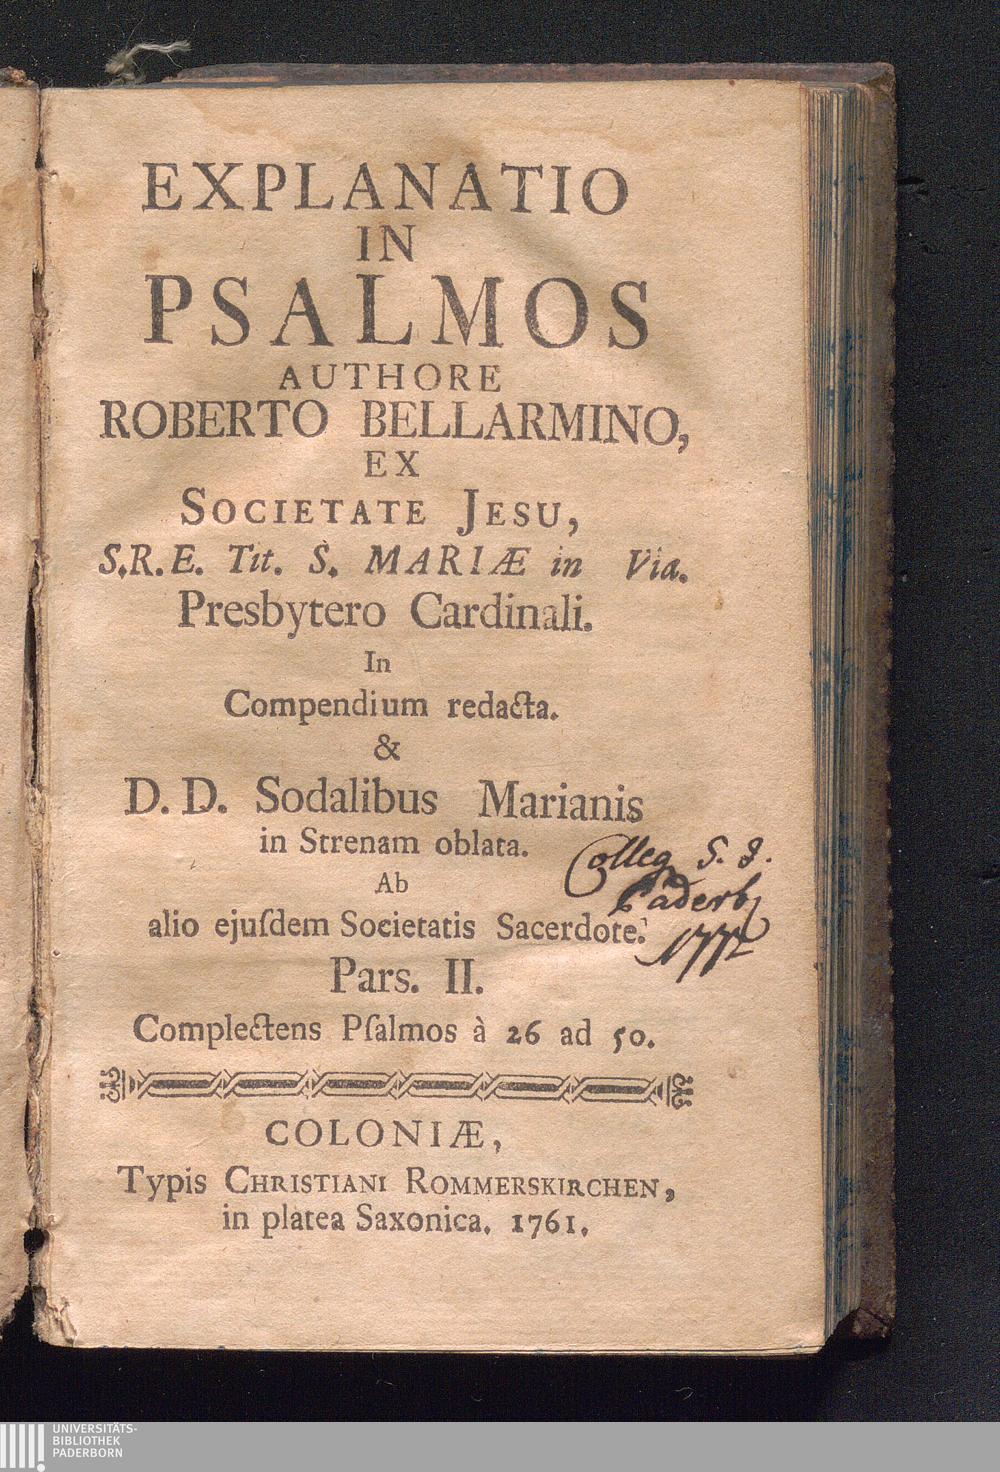 EXPLANATIO
IN
PSALMOS
AUTHORE
ROBERTO BELLARMINO,
EX
SOCIETATE JESU,
S.R.E. Tit. S. MARIÆ in Via.
Presbytero Cardinali.
In
Compendium redacta.
&
D. D. Sodalibus Marianis
in Strenam oblata.
Colleg S. J.
Ab
Paderb
alio ejuſdem Societatis Sacerdote.
1772
Pars. II.
Complectens Pſalmos à 26 ad 50.
COLONIÆ,
Typis CHRISTIANI ROMMERSKIRCHEN,
in platea Saxonica. 1761.
UNIVERSITÄTS-
BIBLIOTHEK
PADERBORN